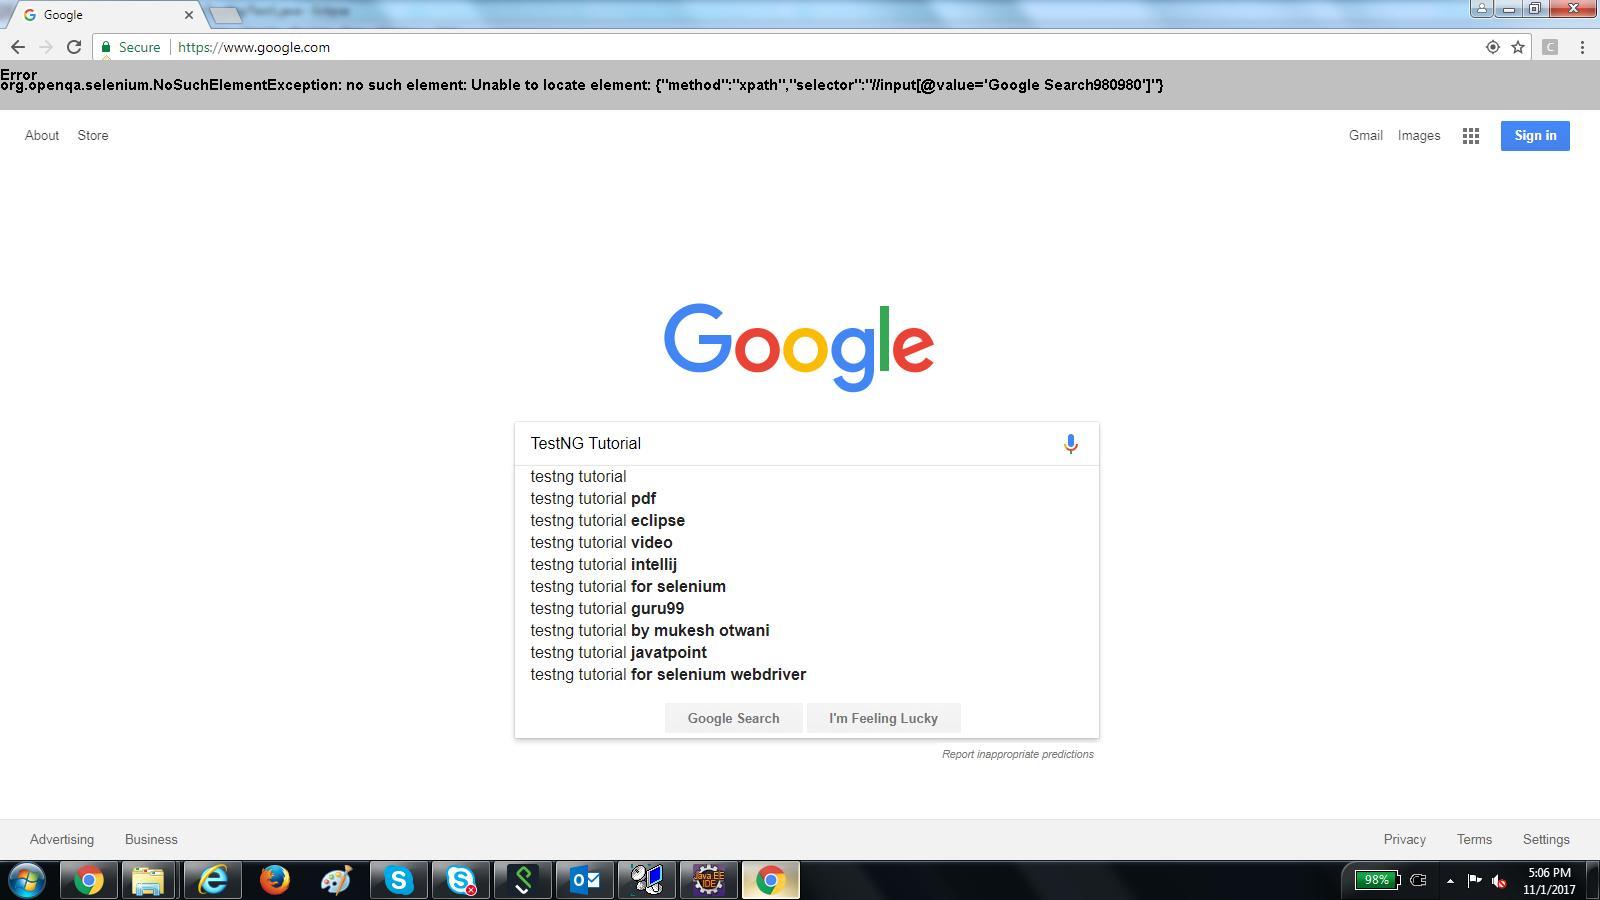 Google
Secure https://www.google.com
Error
org.openqa.selenium.NoSuchElementException: no such element: Unable to locate element: {"method":"xpath","selector":"//input[@value='Google Search980980']"}
About Store Gmail Images Sign in
Google
TestNG Tutorial
testng tutorial
testng tutorial pdf
testng tutorial eclipse
testng tutorial video
testng tutorial intellij
testng tutorial for selenium
testng tutorial guru99
testng tutorial by mukesh otwani
testng tutorial javatpoint
testng tutorial for selenium webdriver
Google Search I'm Feeling Lucky
Report inappropriate predictions
Advertising Business Privacy Terms Settings
Java EE
IDE
98%
5:06 PM
11/1/2017